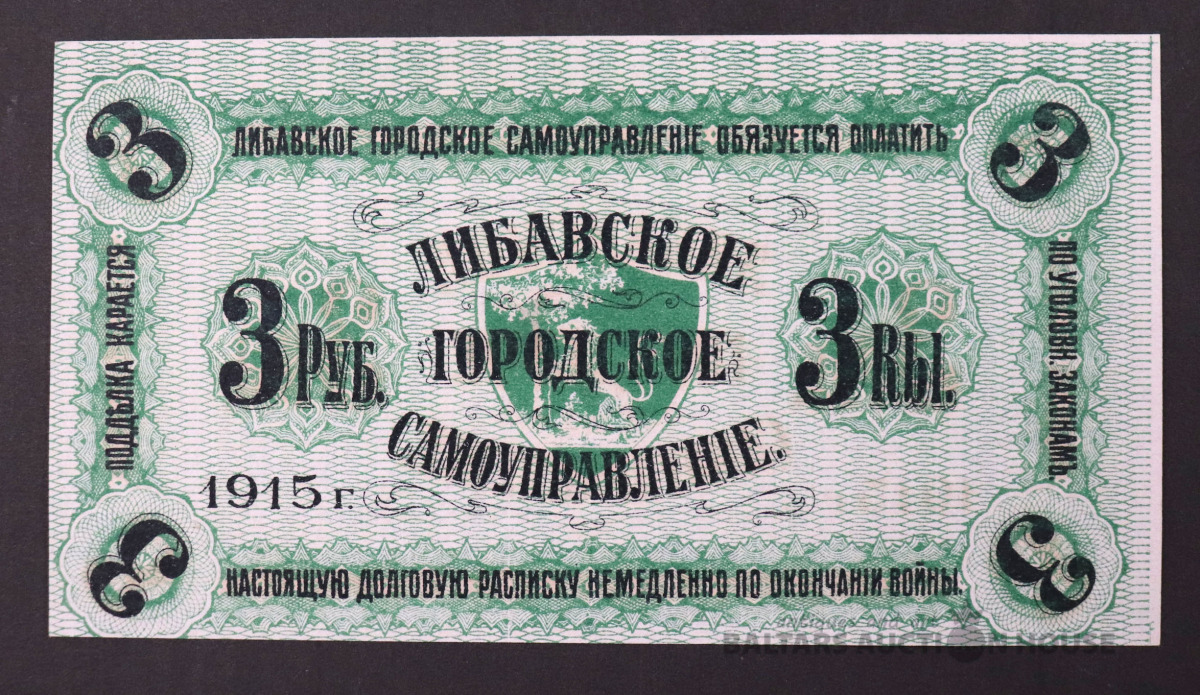 3 3
ЛИБАВСКОЕ ГОРОДСКОЕ САМОУПРАВЛЕНІЕ ОБЯЗУЕТСЯ ОПЛАТИТЬ
ЛИБАВСКОЕ
ГОРОДСКОЕ
САМОУПРАВЛЕНІЕ.
3 РУБ.
3 Rbl.
ПОДДѢЛКА КАРАЕТСЯ
ПО УГОЛОВН. ЗАКОНАМЪ
1915 г.
НАСТОЯЩУЮ ДОЛГОВУЮ РАСПИСКУ НЕМЕДЛЕННО ПО ОКОНЧАНІИ ВОЙНЫ.
3 3
BALTARS AUCTION HOUSE